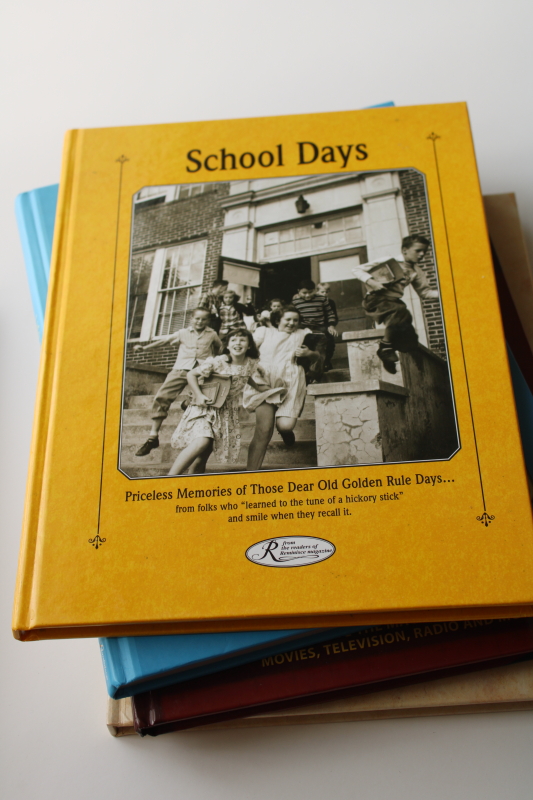 School Days
Priceless Memories of Those Dear Old Golden Rule Days...
from folks who “learned to the tune of a hickory stick”
and smile when they recall it.
R from
the readers of
Reminisce magazine
MOVIES, TELEVISION, RADIO AND